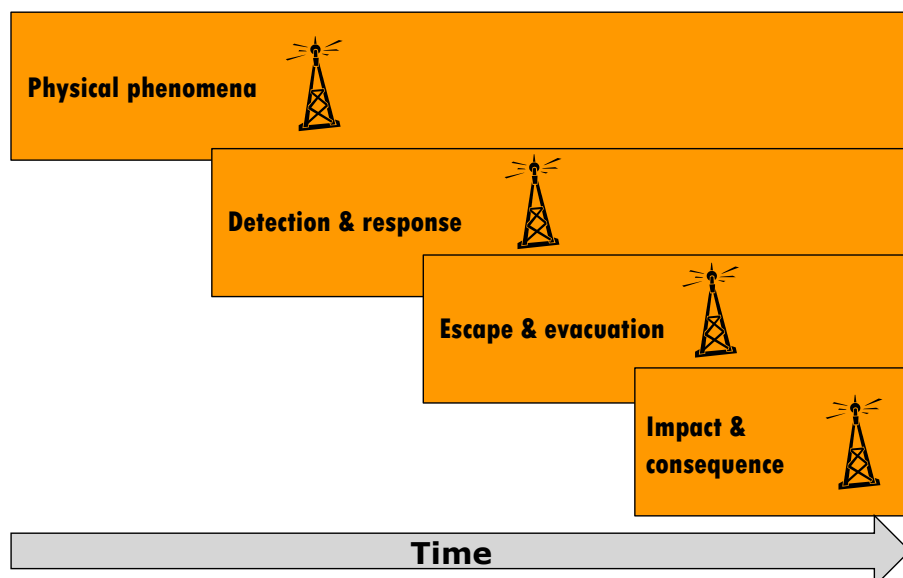 Physical phenomena
Detection & response
Escape & evacuation
Impact &
consequence
Time